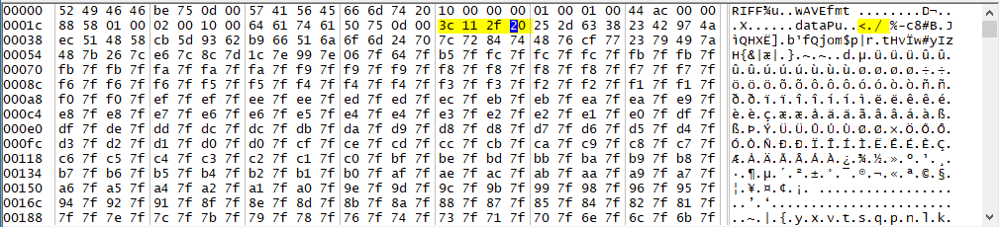 00000 52 49 46 46 be 75 0d 00 57 41 56 45 66 6d 74 20 10 00 00 00 01 00 01 00 44 ac 00 00 RIFF¾u..WAVEfmt ........D¬..
0001c 88 58 01 00 02 00 10 00 64 61 74 61 50 75 0d 00 3c 11 2f 20 25 2d 63 38 23 42 97 4a .X......dataPu..<./ %-c8#B.J
00038 ec 51 48 58 cb 5d 93 62 b9 66 51 6a 6f 6d 24 70 7c 72 84 74 48 76 cf 77 23 79 49 7a ìQHXË].b¹fQjom$p|r.tHvÏw#yIz
00054 48 7b 26 7c e6 7c 8c 7d 1c 7e 99 7e 06 7f 64 7f b5 7f fc 7f fc 7f fc 7f fb 7f fb 7f H{&|æ|.}.~.~..d.µ.ü.ü.ü.û.û.
00070 fb 7f fb 7f fa 7f fa 7f fa 7f f9 7f f9 7f f9 7f f8 7f f8 7f f8 7f f8 7f f7 7f f7 7f û.û.ú.ú.ú.ù.ù.ù.ø.ø.ø.ø.÷.÷.
0008c f6 7f f6 7f f6 7f f5 7f f5 7f f4 7f f4 7f f4 7f f3 7f f3 7f f2 7f f2 7f f1 7f f1 7f ö.ö.ö.õ.õ.ô.ô.ô.ó.ó.ò.ò.ñ.ñ.
000a8 f0 7f f0 7f ef 7f ef 7f ee 7f ee 7f ed 7f ed 7f ec 7f eb 7f eb 7f ea 7f ea 7f e9 7f ð.ð.ï.ï.î.î.í.í.ì.ë.ë.ê.ê.é.
000c4 e8 7f e8 7f e7 7f e6 7f e6 7f e5 7f e4 7f e4 7f e3 7f e2 7f e2 7f e1 7f e0 7f df 7f è.è.ç.æ.æ.å.ä.ä.ã.â.â.á.à.ß.
000e0 df 7f de 7f dd 7f dc 7f dc 7f db 7f da 7f d9 7f d8 7f d8 7f d7 7f d6 7f d5 7f d4 7f ß.Þ.Ý.Ü.Ü.Û.Ú.Ù.Ø.Ø.×.Ö.Õ.Ô.
000fc d3 7f d2 7f d1 7f d0 7f d0 7f cf 7f ce 7f cd 7f cc 7f cb 7f ca 7f c9 7f c8 7f c7 7f Ó.Ò.Ñ.Ð.Ð.Ï.Î.Í.Ì.Ë.Ê.É.È.Ç.
00118 c6 7f c5 7f c4 7f c3 7f c2 7f c1 7f c0 7f bf 7f be 7f bd 7f bb 7f ba 7f b9 7f b8 7f Æ.Å.Ä.Ã.Â.Á.À.¿.¾.½.».º.¹.¸.
00134 b7 7f b6 7f b5 7f b4 7f b2 7f b1 7f b0 7f af 7f ae 7f ac 7f ab 7f aa 7f a9 7f a7 7f ·.¶.µ.´.².±.°.¯.®.¬.«.ª.©.§.
00150 a6 7f a5 7f a4 7f a2 7f a1 7f a0 7f 9e 7f 9d 7f 9c 7f 9b 7f 99 7f 98 7f 96 7f 95 7f ¦.¥.¤.¢.¡. .................
0016c 94 7f 92 7f 91 7f 8f 7f 8e 7f 8d 7f 8b 7f 8a 7f 88 7f 87 7f 85 7f 84 7f 82 7f 81 7f ..’.‘.......................
00188 7f 7f 7e 7f 7c 7f 7b 7f 79 7f 78 7f 76 7f 74 7f 73 7f 71 7f 70 7f 6e 7f 6c 7f 6b 7f ..~.|.{.y.x.v.t.s.q.p.n.l.k.